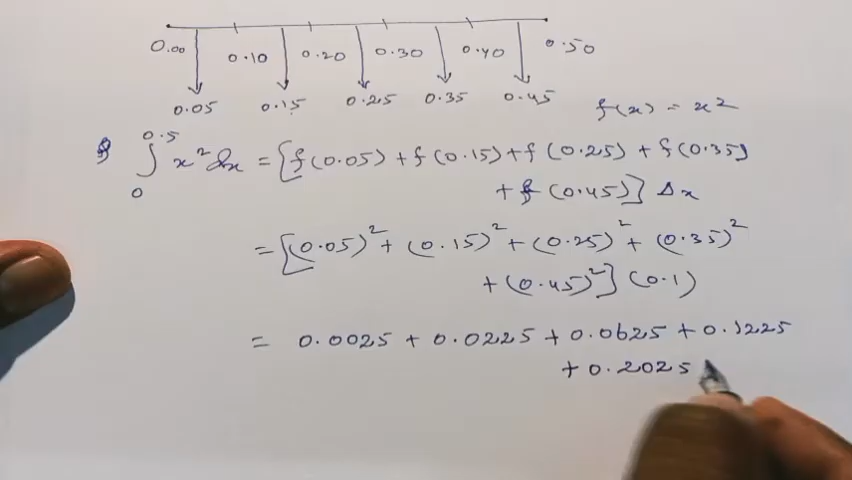 0.00 0.10 0.20 0.30 0.40 0.50
0.05 0.15 0.25 0.35 0.45
f(x) = x²
∫₀^0.5 x² dx = [f(0.05) + f(0.15) + f(0.25) + f(0.35)
+ f(0.45)] Δx
= [(0.05)² + (0.15)² + (0.25)² + (0.35)²
+ (0.45)²] (0.1)
= 0.0025 + 0.0225 + 0.0625 + 0.1225
+ 0.2025